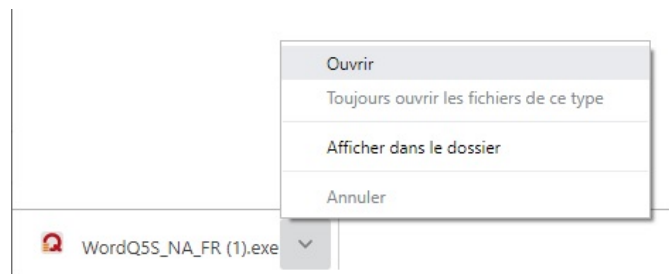 Ouvrir
Toujours ouvrir les fichiers de ce type
Afficher dans le dossier
Annuler
WordQ5S_NA_FR (1).exe